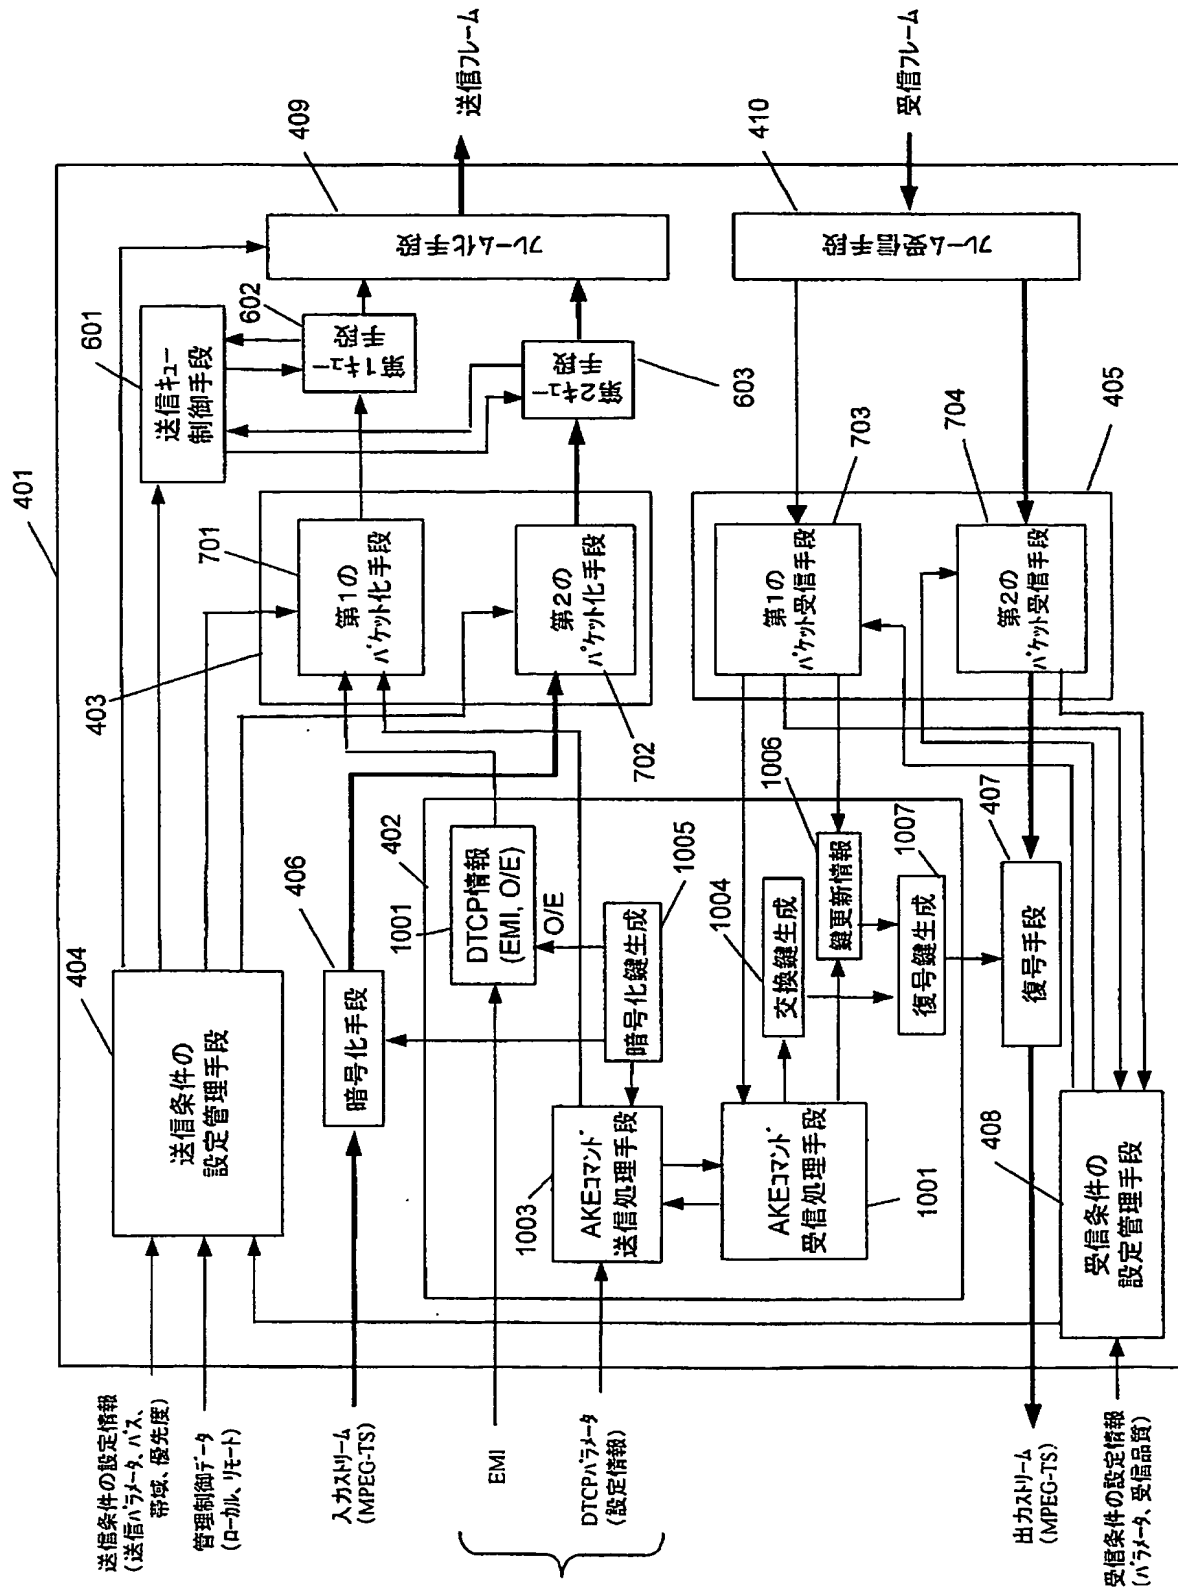 401
404
送信条件の
設定管理手段
送信条件の設定情報
(送信パラメータ、パス、
帯域、優先度)
管理制御データ
(ローカル、リモート)
入力ストリーム
(MPEG-TS)
EMI
DTCPパラメータ
(設定情報)
出力ストリーム
(MPEG-TS)
受信条件の設定情報
(パラメータ、受信品質)
406
暗号化手段
402
1001
DTCP情報
(EMI, O/E)
O/E
1005
暗号化鍵生成
1003
AKEコマンド
送信処理手段
AKEコマンド
受信処理手段
1001
1004
交換鍵生成
1006
鍵更新情報
1007
復号鍵生成
407
復号手段
408
受信条件の
設定管理手段
403
701
第1の
パケット化手段
第2の
パケット化手段
702
601
送信キュー
制御手段
602
第1キュー
手段
第2キュー
手段
603
409
フレーム化手段
送信フレーム
410
フレーム受信手段
受信フレーム
703
第1の
パケット受信手段
704
第2の
パケット受信手段
405